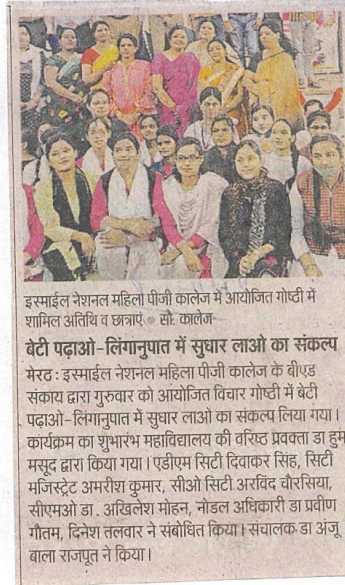 इस्माईल नेशनल महिला पीजी कालेज में आयोजित गोष्ठी में
शामिल अतिथि व छात्राएं • सौ. कालेज
बेटी पढ़ाओ-लिंगानुपात में सुधार लाओ का संकल्प
मेरठ : इस्माईल नेशनल महिला पीजी कालेज के बीएड
संकाय द्वारा गुरुवार को आयोजित विचार गोष्ठी में बेटी
पढ़ाओ-लिंगानुपात में सुधार लाओ का संकल्प लिया गया।
कार्यक्रम का शुभारंभ महाविद्यालय की वरिष्ठ प्रवक्ता डा हुम
मसूद द्वारा किया गया। एडीएम सिटी दिवाकर सिंह, सिटी
मजिस्ट्रेट अमरीश कुमार, सीओ सिटी अरविंद चौरसिया,
सीएमओ डा. अखिलेश मोहन, नोडल अधिकारी डा प्रवीण
गौतम, दिनेश तलवार ने संबोधित किया। संचालक डा अंजू
बाला राजपूत ने किया।